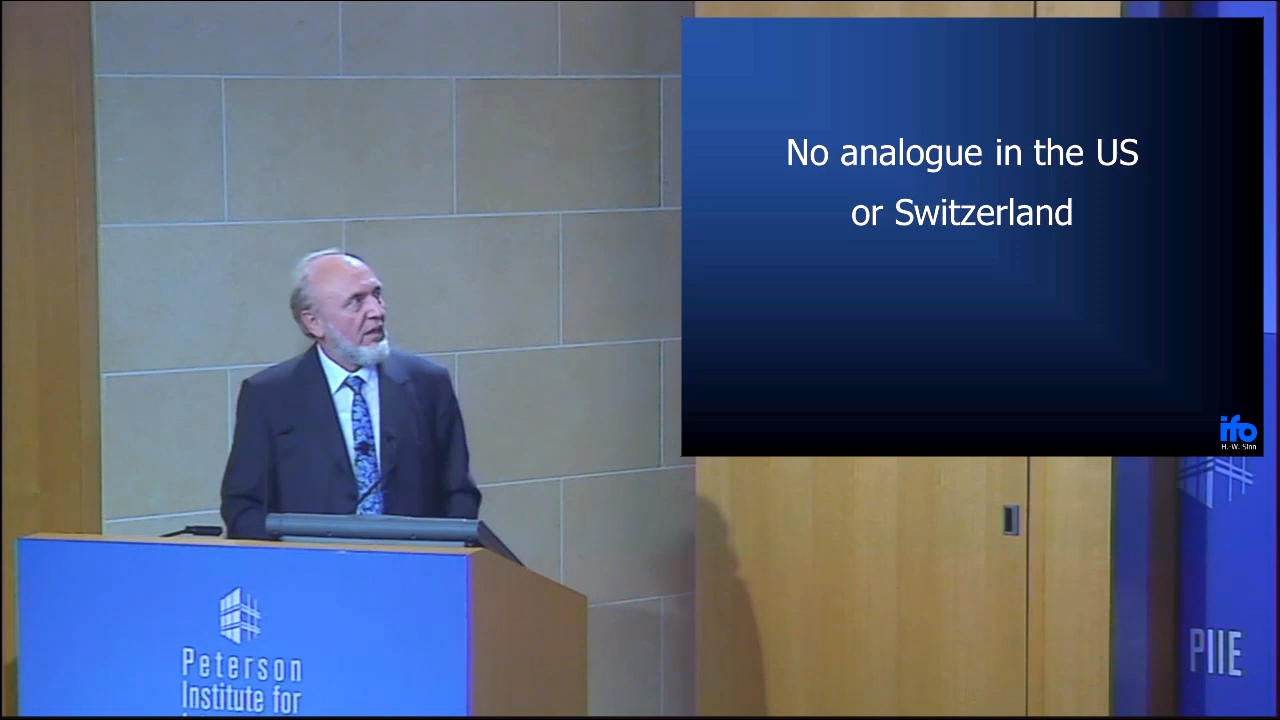 No analogue in the US
or Switzerland
ifo
H.-W. Sinn
Peterson
Institute for
PIIE